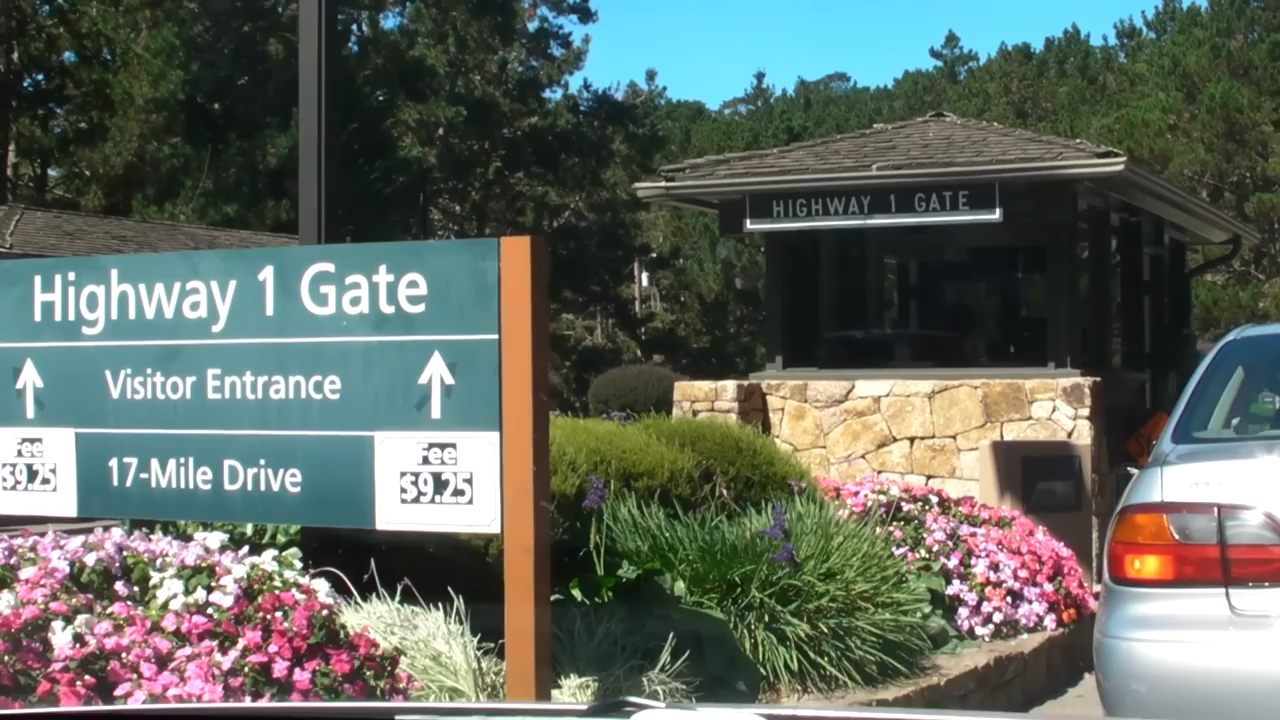 HIGHWAY 1 GATE
Highway 1 Gate
Visitor Entrance
17-Mile Drive
Fee
$9.25
Fee
$9.25